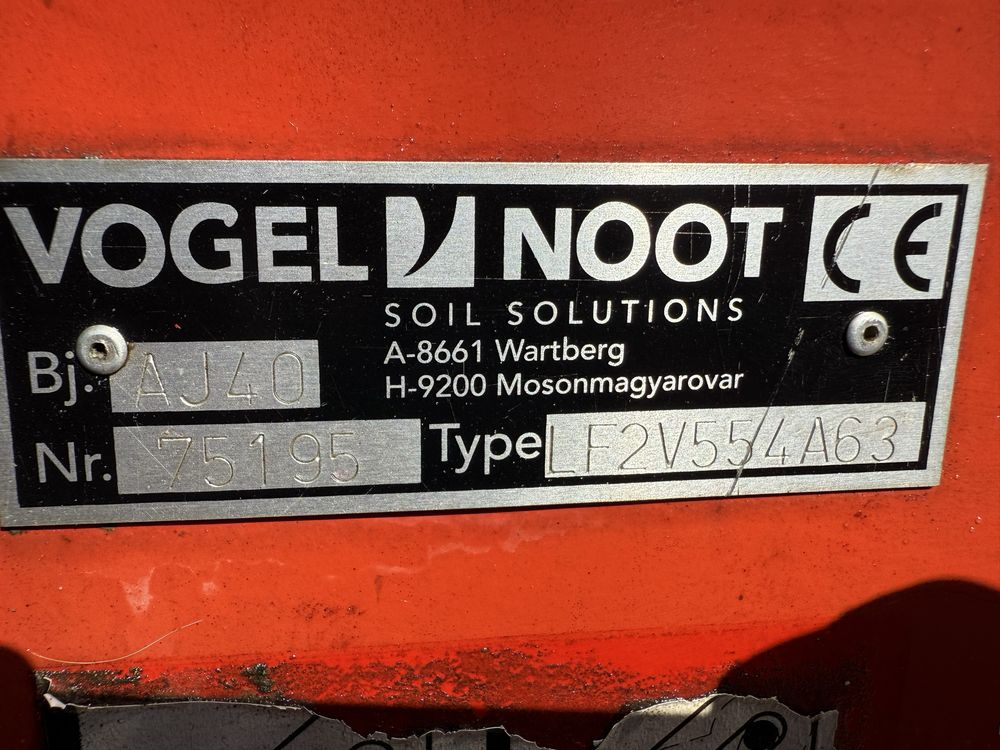 VOGEL NOOT CE
SOIL SOLUTIONS
A-8661 Wartberg
H-9200 Mosonmagyarovar
Bj. AJ40
Nr. 75195
Type LF2V554A63